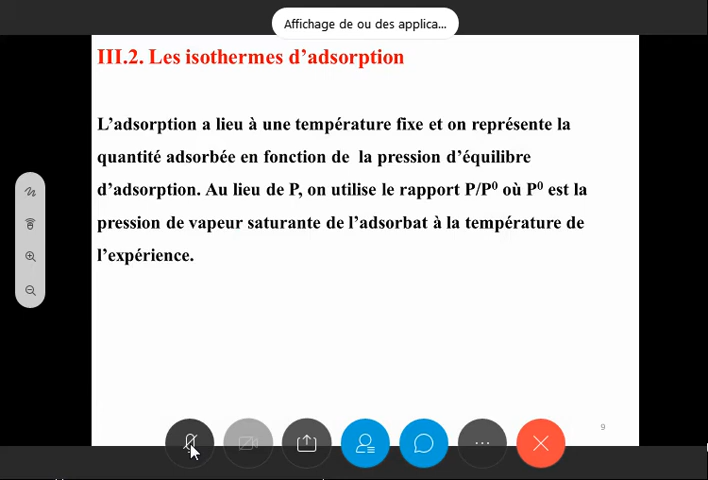 Affichage de ou des applica...
III.2. Les isothermes d’adsorption
L’adsorption a lieu à une température fixe et on représente la
quantité adsorbée en fonction de la pression d’équilibre
d’adsorption. Au lieu de P, on utilise le rapport P/P⁰ où P⁰ est la
pression de vapeur saturante de l’adsorbat à la température de
l’expérience.
9